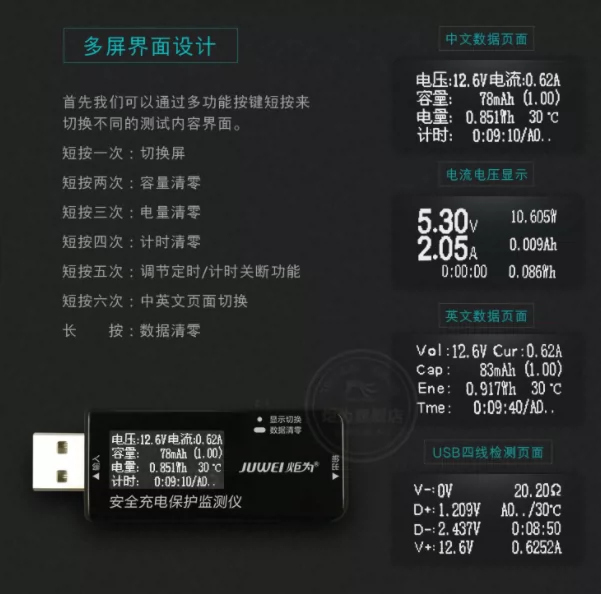 多屏界面设计
首先我们可以通过多功能按键短按来
切换不同的测试内容界面。
短按一次：切换屏
短按两次：容量清零
短按三次：电量清零
短按四次：计时清零
短按五次：调节定时/计时关断功能
短按六次：中英文页面切换
长 按：数据清零
中文数据页面
电压:12.6V电流:0.62A
容量: 78mAh (1.00)
电量: 0.851Wh 30℃
计时: 0:09:10/A0..
电流电压显示
5.30V 10.605W
2.05A 0.009Ah
0:00:00 0.086Wh
英文数据页面
Vol:12.6V Cur:0.62A
Cap: 83mAh (1.00)
Ene: 0.917Wh 30℃
Tme: 0:09:40/A0..
USB四线检测页面
V-:0V 20.20Ω
D+:1.209V A0../30℃
D-:2.437V 0:08:50
V+:12.6V 0.6252A
显示切换
数据清零
电压:12.6V电流:0.62A
容量: 78mAh (1.00)
电量: 0.851Wh 30℃
计时: 0:09:10/A0..
◀输入
JUWEI炬为®
输出▶
安全充电保护监测仪